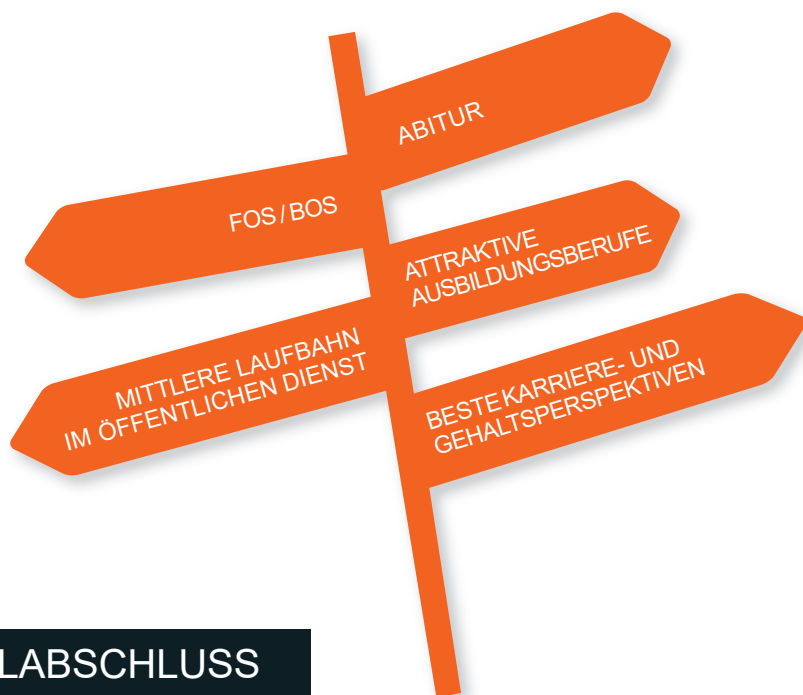 ABITUR
FOS / BOS
ATTRAKTIVE
AUSBILDUNGSBERUFE
MITTLERE LAUFBAHN
IM ÖFFENTLICHEN DIENST
BESTE KARRIERE- UND
GEHALTSPERSPEKTIVEN
LABSCHLUSS